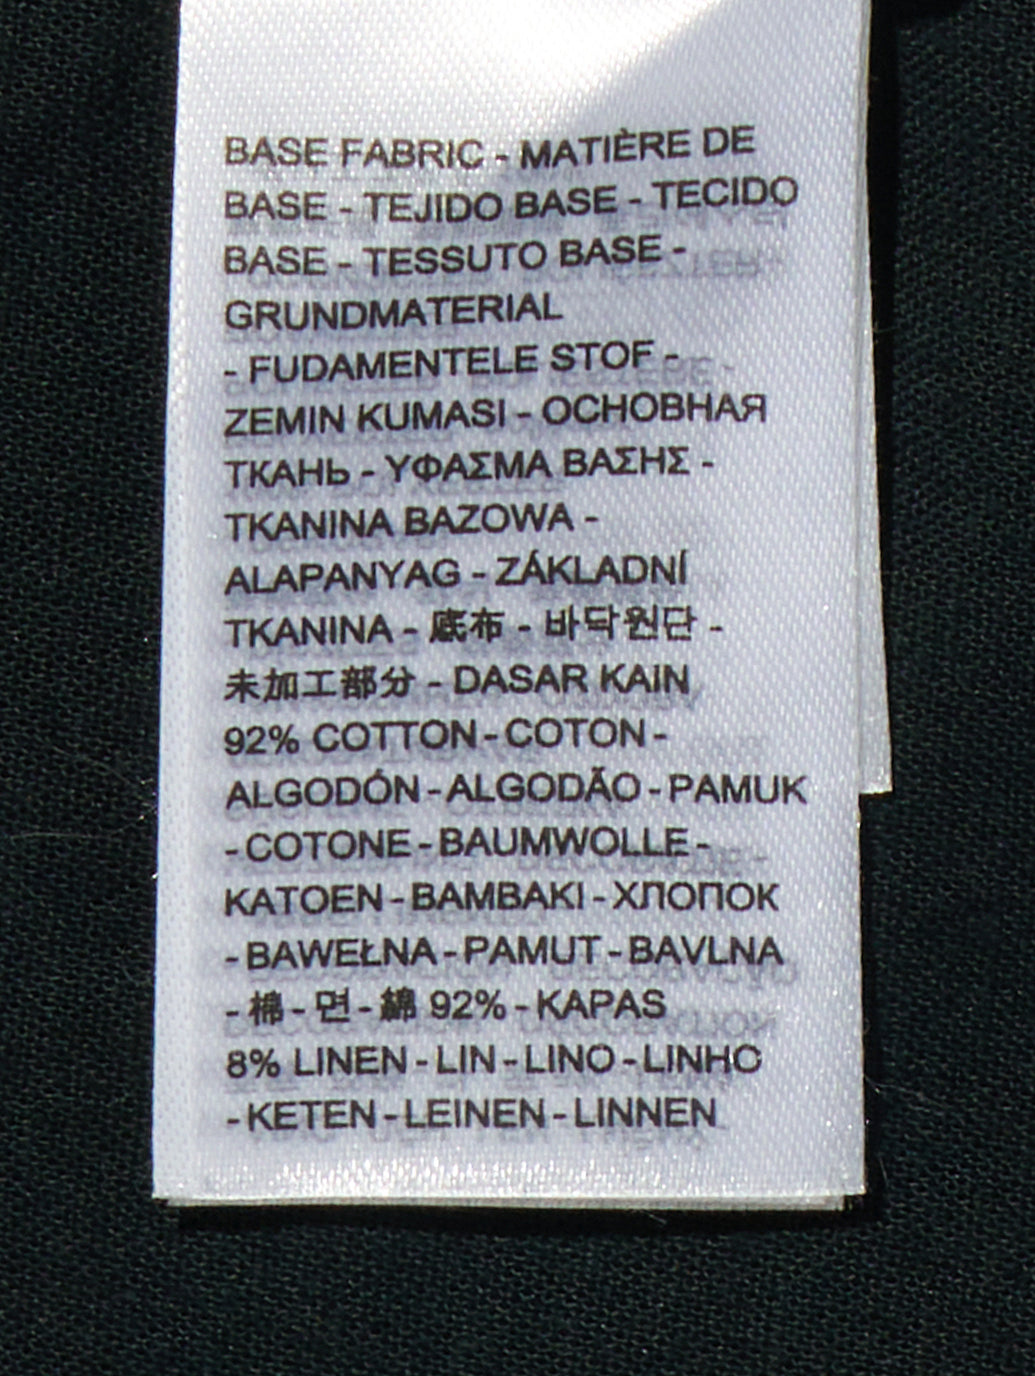 BASE FABRIC - MATIÈRE DE
BASE - TEJIDO BASE - TECIDO
BASE - TESSUTO BASE -
GRUNDMATERIAL
- FUDAMENTELE STOF -
ZEMIN KUMASI - ОСНОВНАЯ
ТКАНЬ - ΥΦΑΣΜΑ ΒΑΣΗΣ -
TKANINA BAZOWA -
ALAPANYAG - ZÁKLADNÍ
TKANINA - 底布 - 바닥원단 -
未加工部分 - DASAR KAIN
92% COTTON - COTON -
ALGODÓN - ALGODÃO - PAMUK
- COTONE - BAUMWOLLE -
KATOEN - BAMBAKI - ХЛОПОК
- BAWEŁNA - PAMUT - BAVLNA
- 棉 - 면 - 綿 92% - KAPAS
8% LINEN - LIN - LINO - LINHO
- KETEN - LEINEN - LINNEN